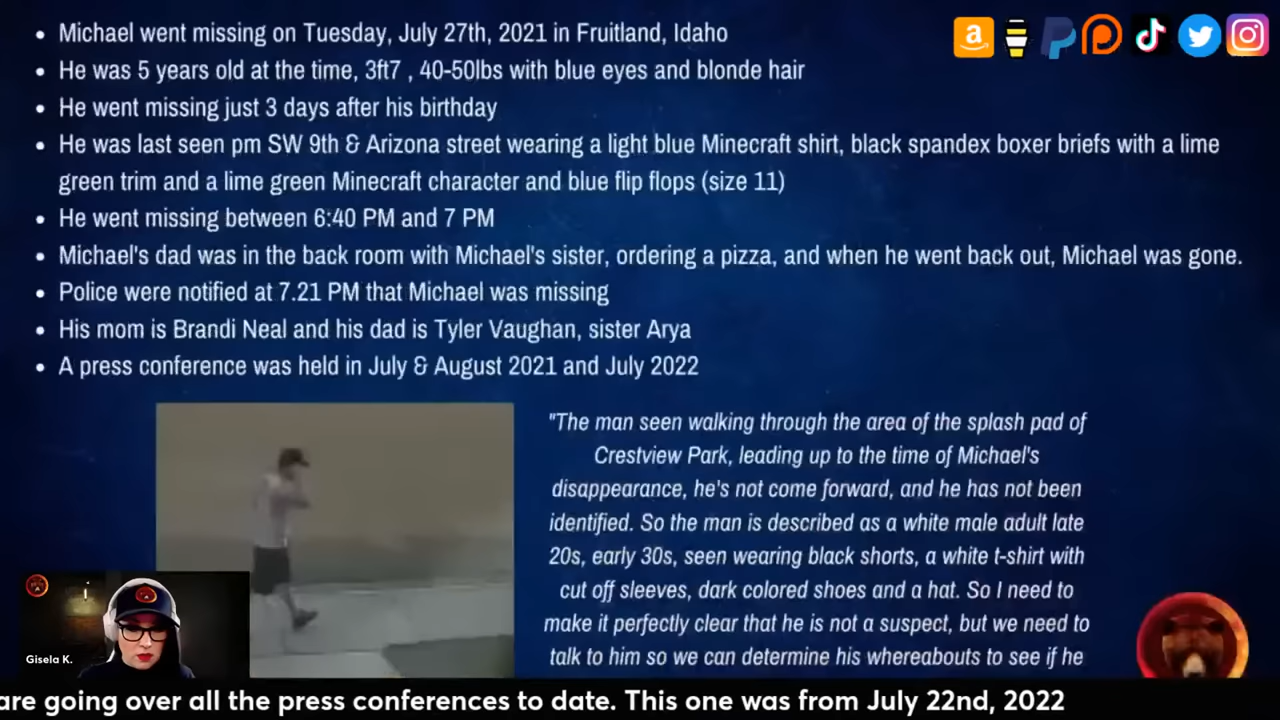 Michael went missing on Tuesday, July 27th, 2021 in Fruitland, Idaho
He was 5 years old at the time, 3ft7 , 40-50lbs with blue eyes and blonde hair
He went missing just 3 days after his birthday
He was last seen pm SW 9th & Arizona street wearing a light blue Minecraft shirt, black spandex boxer briefs with a lime
green trim and a lime green Minecraft character and blue flip flops (size 11)
He went missing between 6:40 PM and 7 PM
Michael's dad was in the back room with Michael's sister, ordering a pizza, and when he went back out, Michael was gone.
Police were notified at 7.21 PM that Michael was missing
His mom is Brandi Neal and his dad is Tyler Vaughan, sister Arya
A press conference was held in July & August 2021 and July 2022
"The man seen walking through the area of the splash pad of
Crestview Park, leading up to the time of Michael's
disappearance, he's not come forward, and he has not been
identified. So the man is described as a white male adult late
20s, early 30s, seen wearing black shorts, a white t-shirt with
cut off sleeves, dark colored shoes and a hat. So I need to
make it perfectly clear that he is not a suspect, but we need to
talk to him so we can determine his whereabouts to see if he
Gisela K.
are going over all the press conferences to date. This one was from July 22nd, 2022